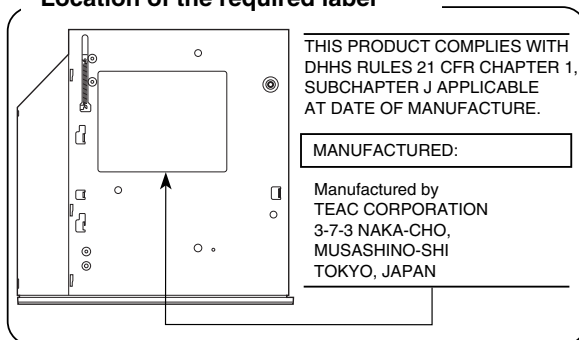 Location of the required label
THIS PRODUCT COMPLIES WITH
DHHS RULES 21 CFR CHAPTER 1,
SUBCHAPTER J APPLICABLE
AT DATE OF MANUFACTURE.
MANUFACTURED:
Manufactured by
TEAC CORPORATION
3-7-3 NAKA-CHO,
MUSASHINO-SHI
TOKYO, JAPAN